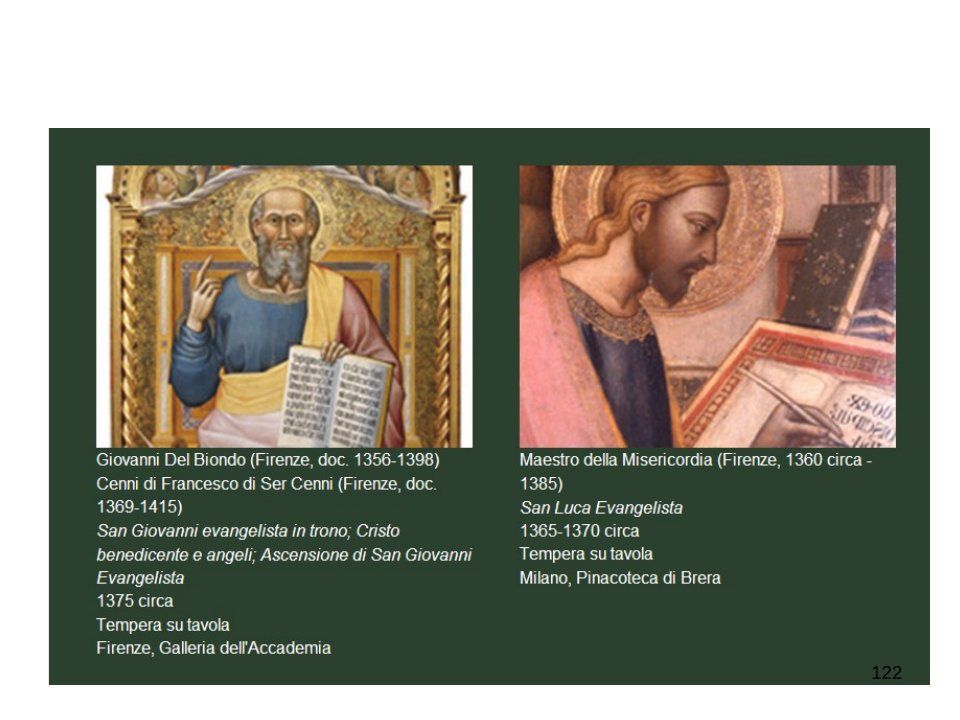 Giovanni Del Biondo (Firenze, doc. 1356-1398)
Cenni di Francesco di Ser Cenni (Firenze, doc.
1369-1415)
San Giovanni evangelista in trono; Cristo
benedicente e angeli; Ascensione di San Giovanni
Evangelista
1375 circa
Tempera su tavola
Firenze, Galleria dell'Accademia
Maestro della Misericordia (Firenze, 1360 circa -
1385)
San Luca Evangelista
1365-1370 circa
Tempera su tavola
Milano, Pinacoteca di Brera
122